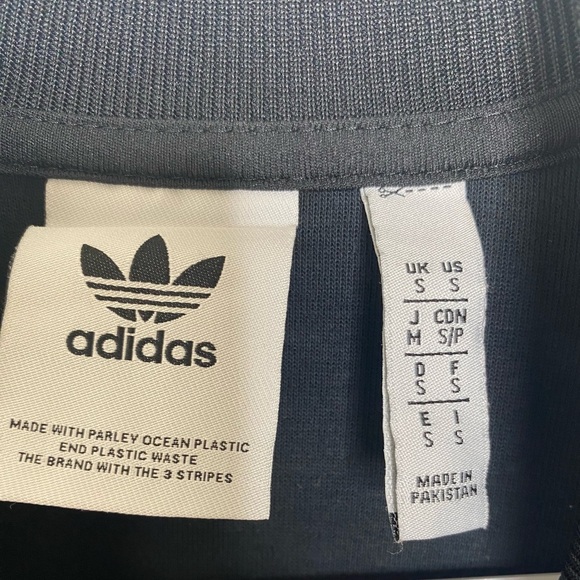 adidas
MADE WITH PARLEY OCEAN PLASTIC
END PLASTIC WASTE
THE BRAND WITH THE 3 STRIPES
UK US
S S
J CDN
M S/P
D F
S S
E I
S S
MADE IN
PAKISTAN